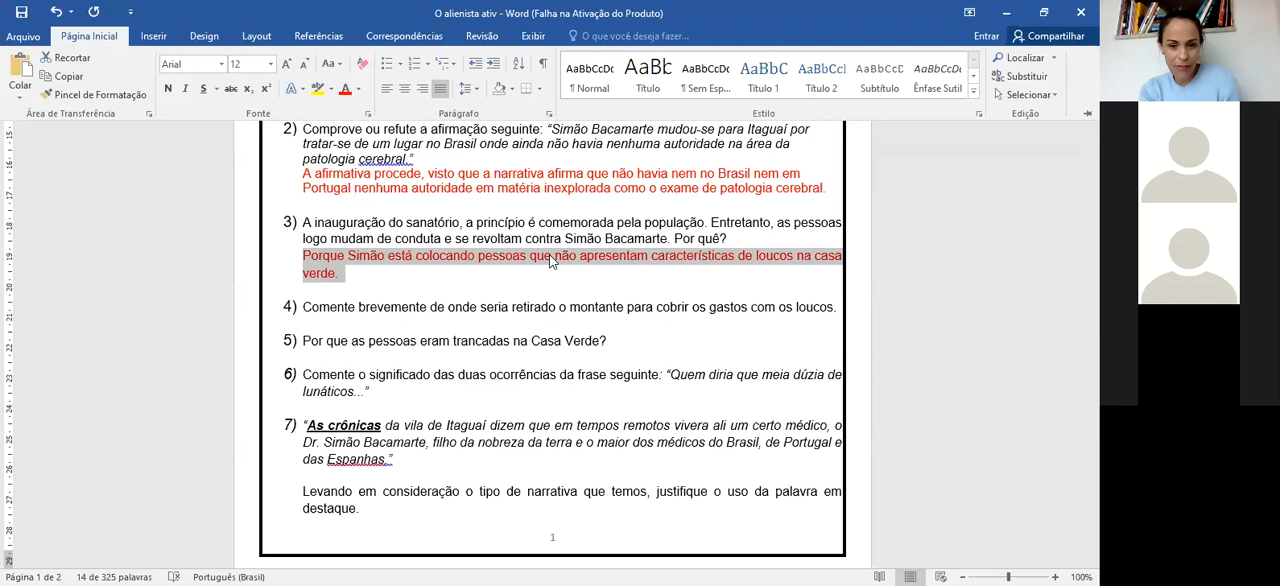 O alienista ativ - Word (Falha na Ativação do Produto)
Arquivo Página Inicial Inserir Design Layout Referências Correspondências Revisão Exibir O que você deseja fazer... Entrar Compartilhar
Colar
Recortar
Copiar
Pincel de Formatação
Área de Transferência
Arial 12
N I S abc x₂ x²
Fonte
Parágrafo
AaBbCcDc AaBb AaBbCcDc AaBbC AaBbCcl AaBbCcD AaBbCcDc
¶ Normal Título ¶ Sem Esp... Título 1 Título 2 Subtítulo Ênfase Sutil
Estilo
Localizar
Substituir
Selecionar
Edição
2) Comprove ou refute a afirmação seguinte: “Simão Bacamarte mudou-se para Itaguaí por
tratar-se de um lugar no Brasil onde ainda não havia nenhuma autoridade na área da
patologia cerebral.”
A afirmativa procede, visto que a narrativa afirma que não havia nem no Brasil nem em
Portugal nenhuma autoridade em matéria inexplorada como o exame de patologia cerebral.
3) A inauguração do sanatório, a princípio é comemorada pela população. Entretanto, as pessoas
logo mudam de conduta e se revoltam contra Simão Bacamarte. Por quê?
Porque Simão está colocando pessoas que não apresentam características de loucos na casa
verde.
4) Comente brevemente de onde seria retirado o montante para cobrir os gastos com os loucos.
5) Por que as pessoas eram trancadas na Casa Verde?
6) Comente o significado das duas ocorrências da frase seguinte: “Quem diria que meia dúzia de
lunáticos...”
7) “As crônicas da vila de Itaguaí dizem que em tempos remotos vivera ali um certo médico, o
Dr. Simão Bacamarte, filho da nobreza da terra e o maior dos médicos do Brasil, de Portugal e
das Espanhas.”
Levando em consideração o tipo de narrativa que temos, justifique o uso da palavra em
destaque.
1
Página 1 de 2 14 de 325 palavras Português (Brasil) 100%